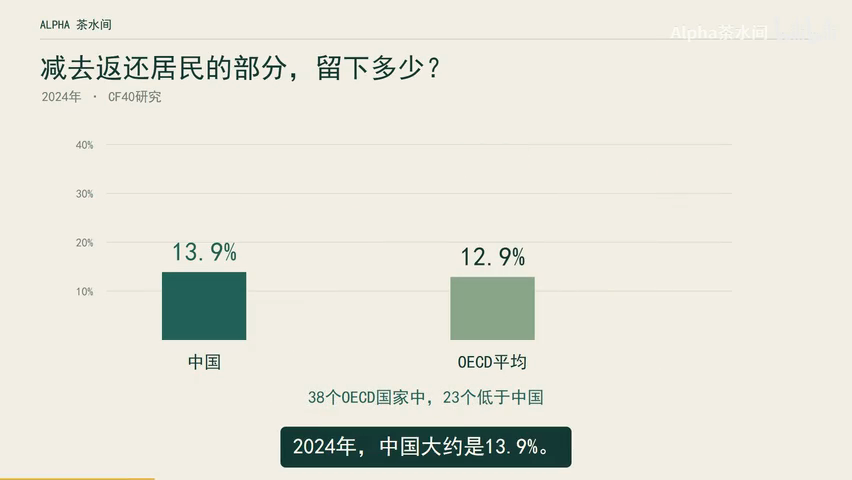 ALPHA 茶水间
Alpha茶水间
减去返还居民的部分，留下多少？
2024年 · CF40研究
40%
30%
20%
10%
13.9%
12.9%
中国
OECD平均
38个OECD国家中，23个低于中国
2024年，中国大约是13.9%。